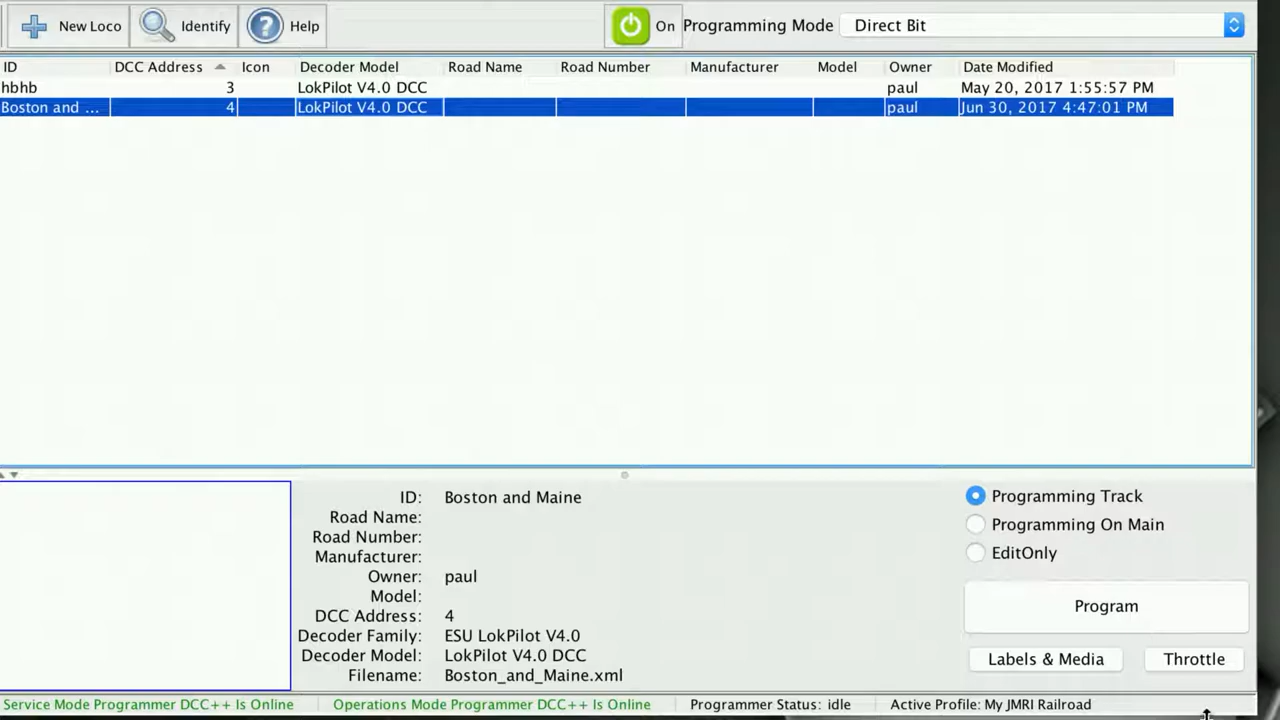 New Loco Identify Help On Programming Mode Direct Bit
ID DCC Address Icon Decoder Model Road Name Road Number Manufacturer Model Owner Date Modified
hbhb 3 LokPilot V4.0 DCC paul May 20, 2017 1:55:57 PM
Boston and ... 4 LokPilot V4.0 DCC paul Jun 30, 2017 4:47:01 PM
ID: Boston and Maine
Road Name:
Road Number:
Manufacturer:
Owner: paul
Model:
DCC Address: 4
Decoder Family: ESU LokPilot V4.0
Decoder Model: LokPilot V4.0 DCC
Filename: Boston_and_Maine.xml
Programming Track
Programming On Main
EditOnly
Program
Labels & Media Throttle
Service Mode Programmer DCC++ Is Online Operations Mode Programmer DCC++ Is Online Programmer Status: idle Active Profile: My JMRI Railroad